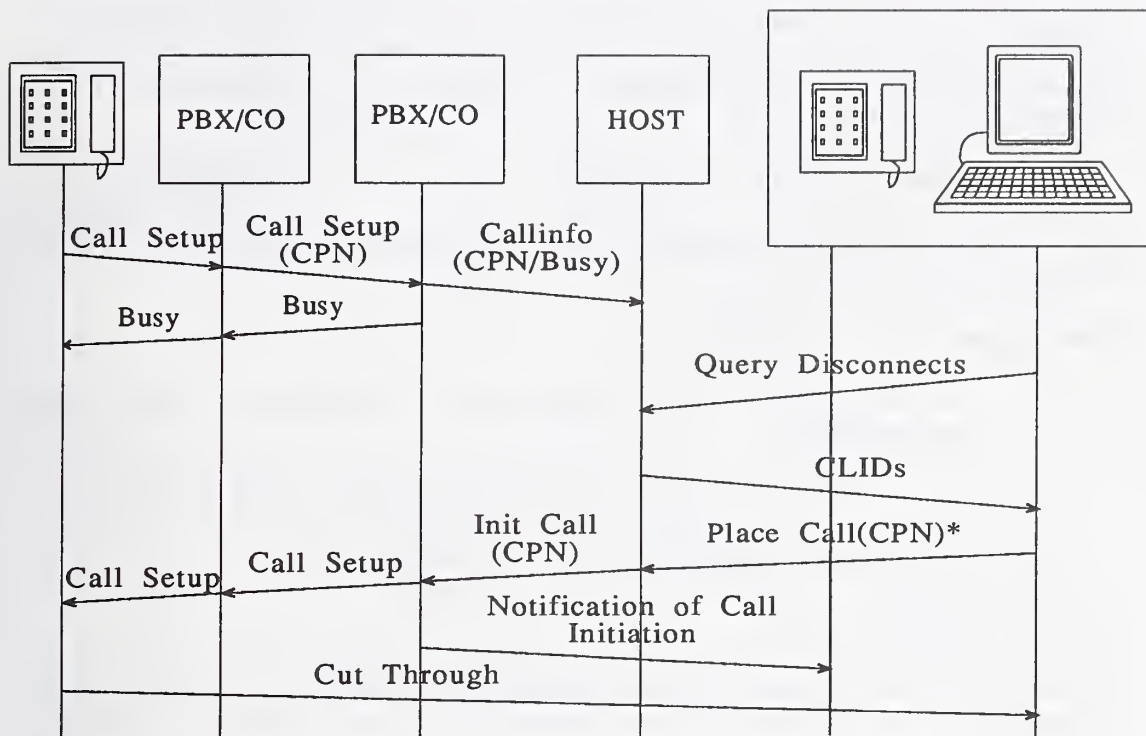 PBX/CO
PBX/CO
HOST
Call Setup
Call Setup
(CPN)
Callinfo
(CPN/Busy)
Busy
Busy
Query Disconnects
CLIDs
Init Call
(CPN)
Place Call(CPN)*
Call Setup
Call Setup
Notification of Call
Initiation
Cut Through